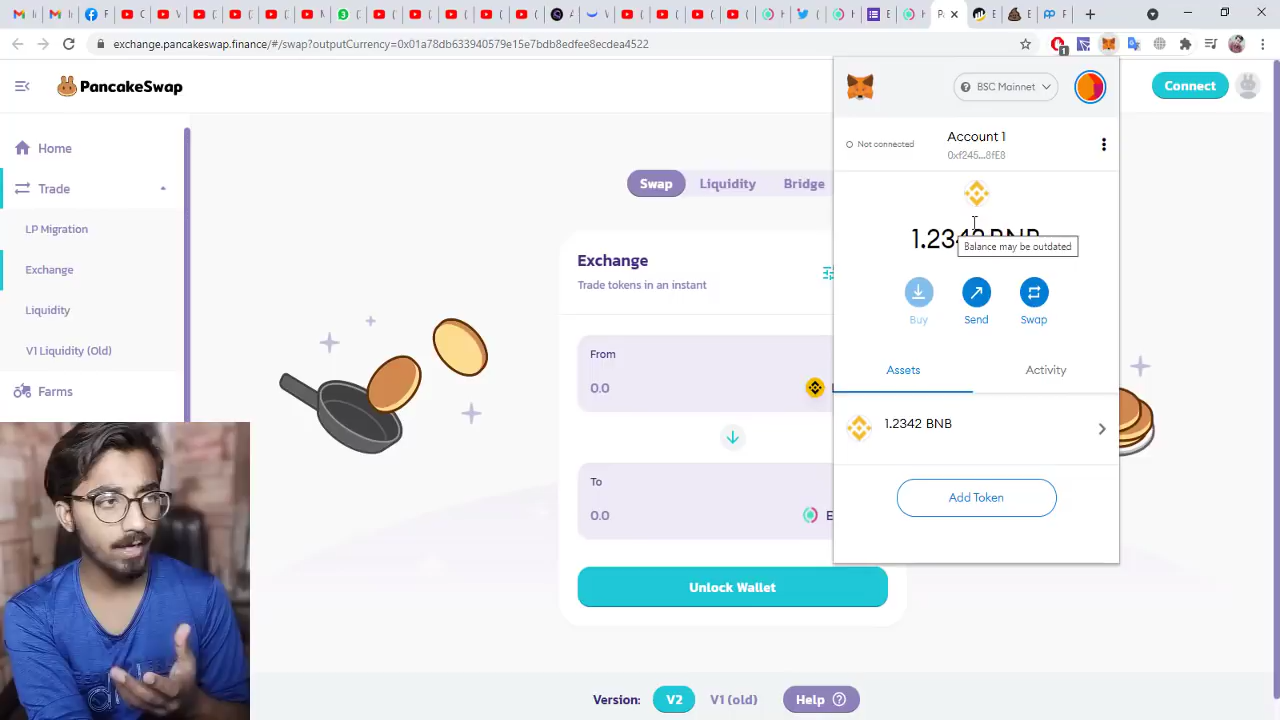 exchange.pancakeswap.finance/#/swap?outputCurrency=0x01a78db633940579e15e7bdb8edfee8ecdea4522
1
PancakeSwap
Connect
Home
Trade
LP Migration
Exchange
Liquidity
V1 Liquidity (Old)
Farms
Swap
Liquidity
Bridge
Exchange
Trade tokens in an instant
From
0.0
To
0.0
E
Unlock Wallet
Version:
V2
V1 (old)
Help
BSC Mainnet
Not connected
Account 1
0xf245...8fE8
1.2342 BNB
Balance may be outdated
Buy
Send
Swap
Assets
Activity
1.2342 BNB
Add Token